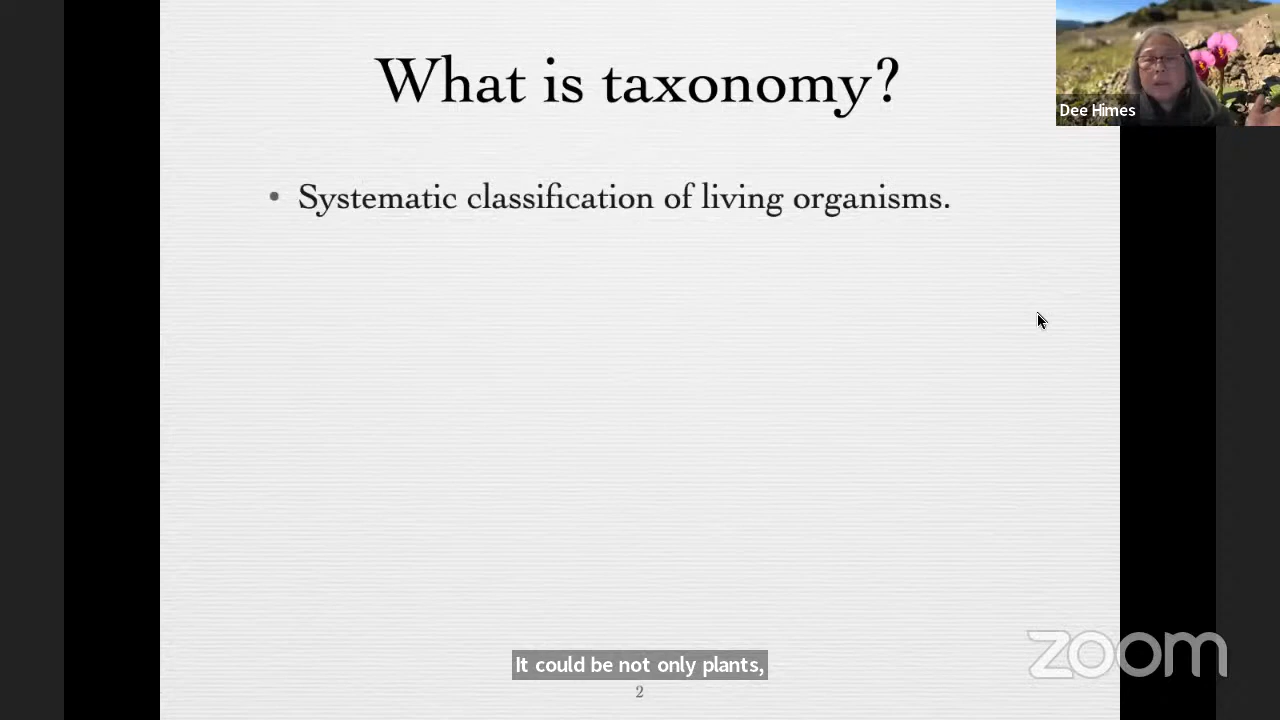 What is taxonomy?
Dee Himes
• Systematic classification of living organisms.
zoom
It could be not only plants,
2